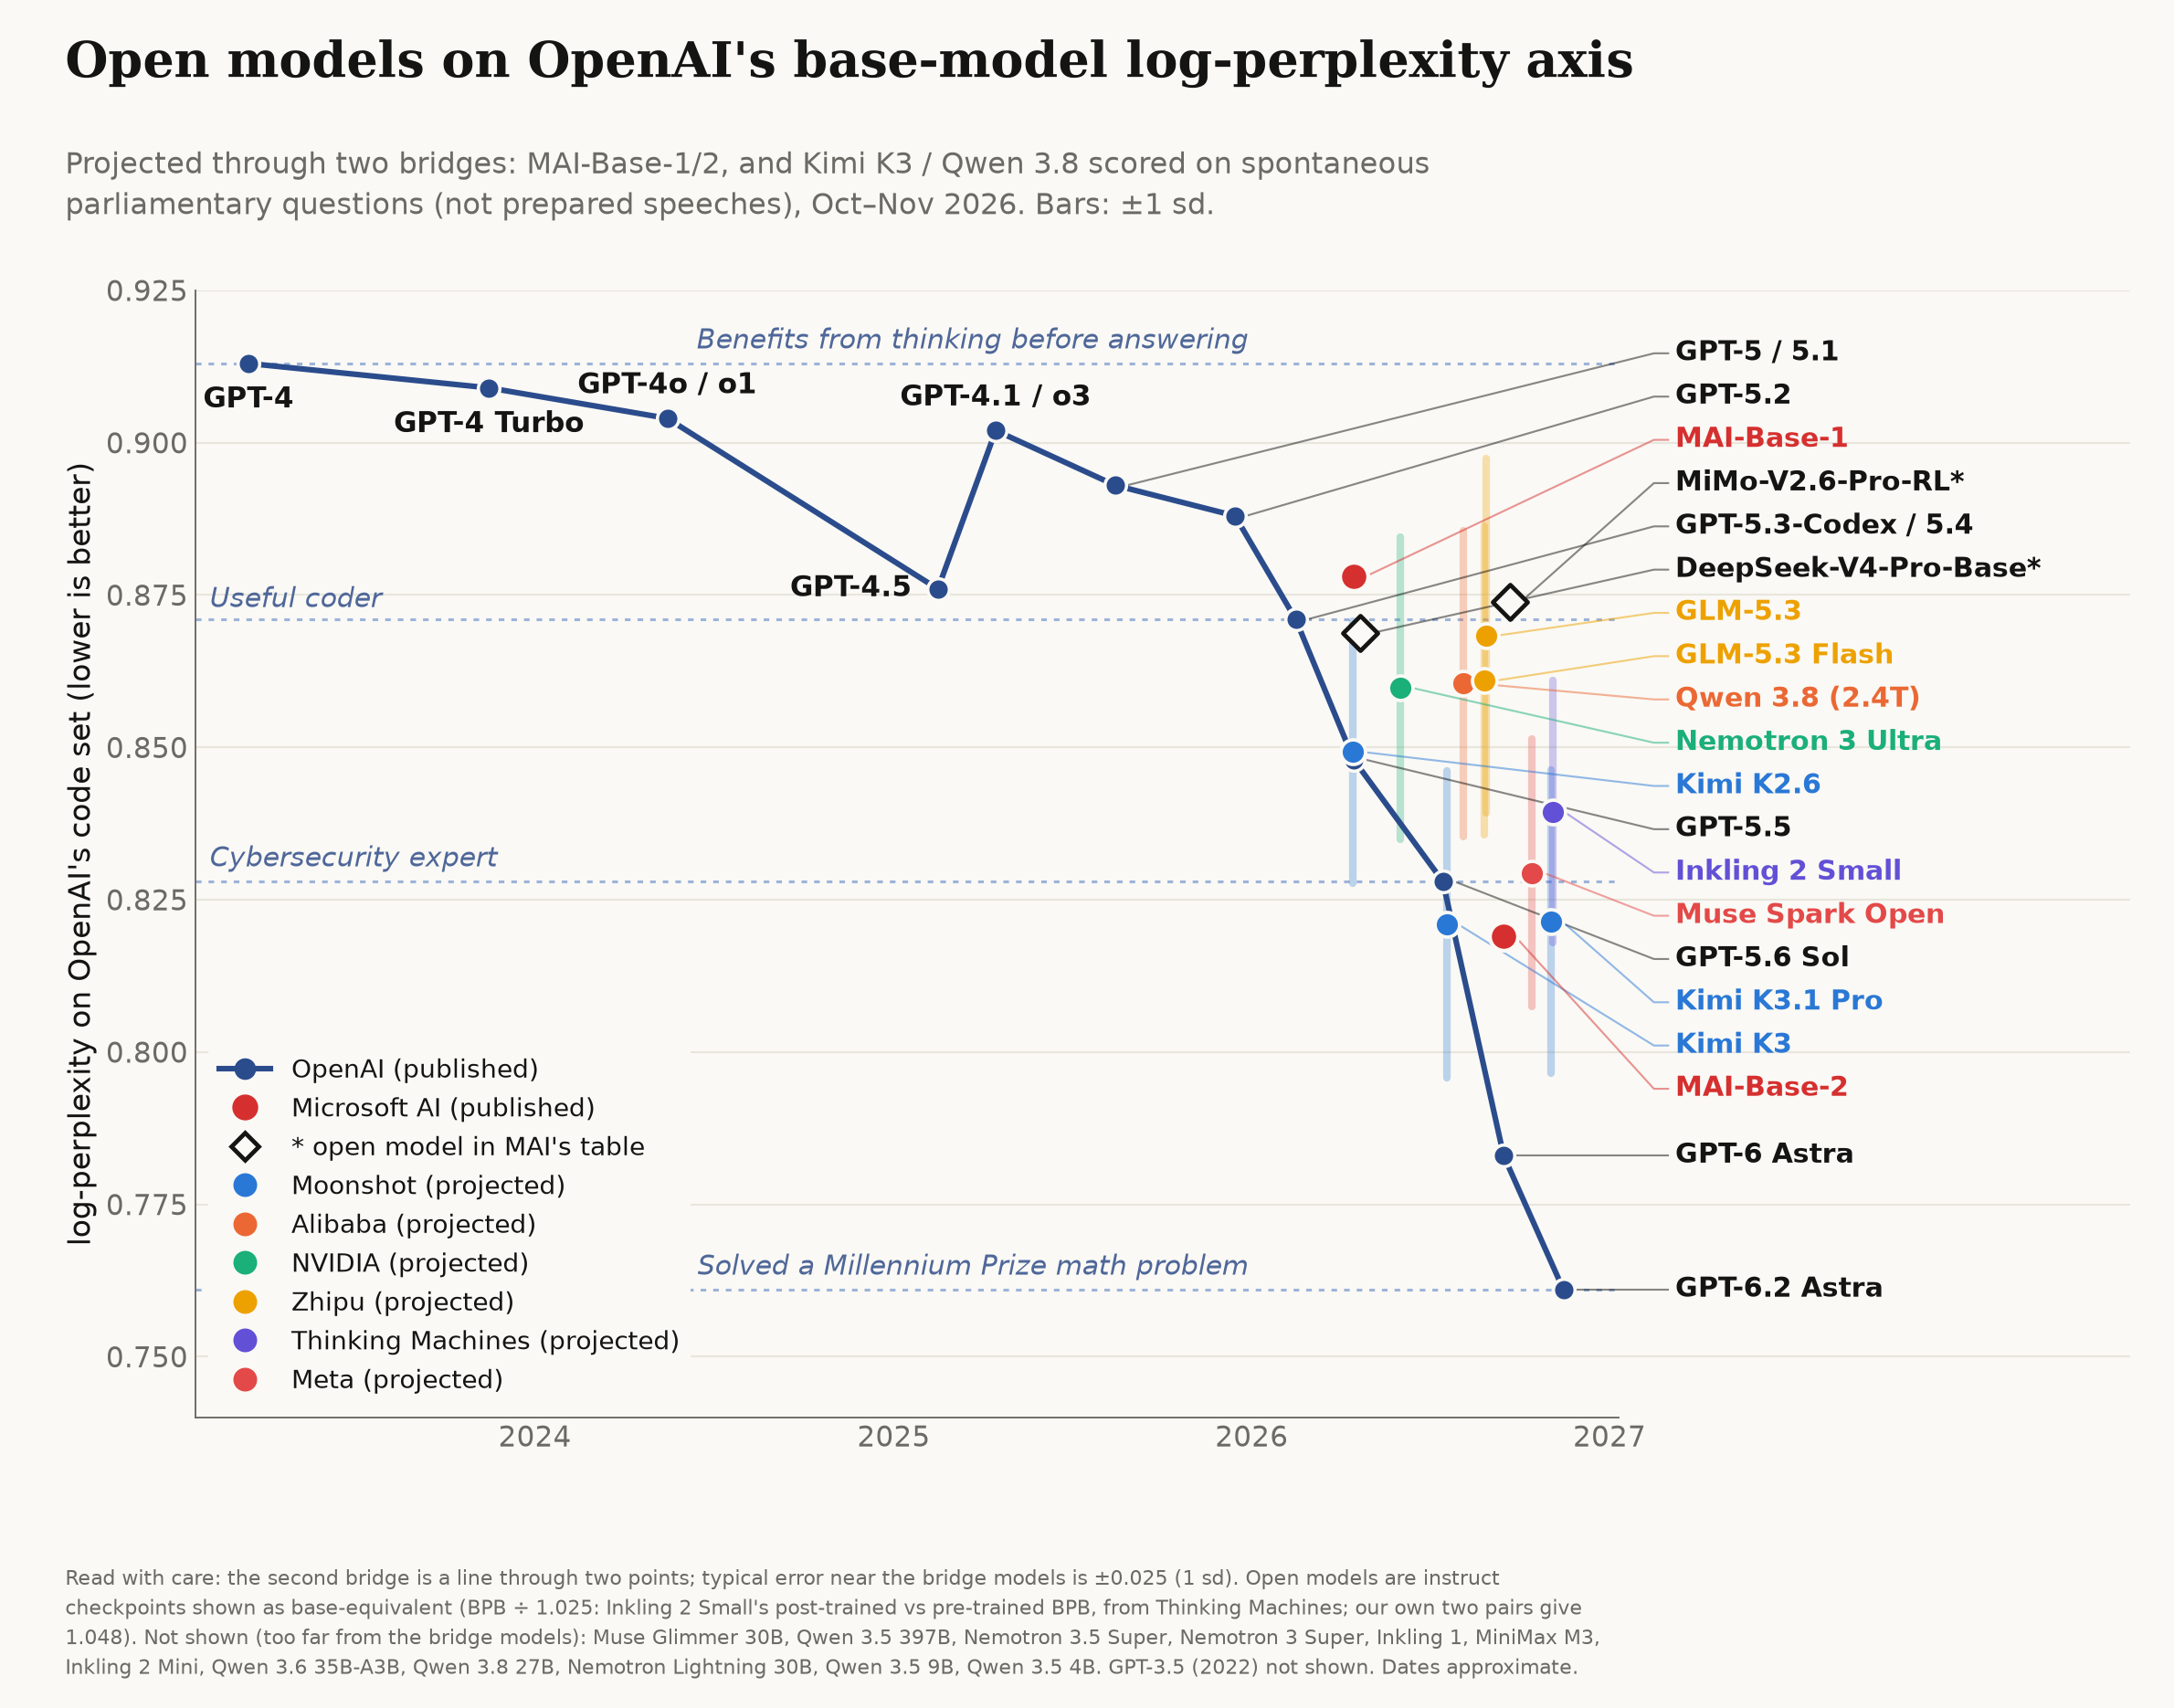 Open models on OpenAI's base-model log-perplexity axis
Projected through two bridges: MAI-Base-1/2, and Kimi K3 / Qwen 3.8 scored on spontaneous
parliamentary questions (not prepared speeches), Oct–Nov 2026. Bars: ±1 sd.
log-perplexity on OpenAI's code set (lower is better)
0.925
0.900
0.875
0.850
0.825
0.800
0.775
0.750
Benefits from thinking before answering
GPT-4
GPT-4 Turbo
GPT-4o / o1
GPT-4.5
GPT-4.1 / o3
Useful coder
Cybersecurity expert
Solved a Millennium Prize math problem
GPT-5 / 5.1
GPT-5.2
MAI-Base-1
MiMo-V2.6-Pro-RL*
GPT-5.3-Codex / 5.4
DeepSeek-V4-Pro-Base*
GLM-5.3
GLM-5.3 Flash
Qwen 3.8 (2.4T)
Nemotron 3 Ultra
Kimi K2.6
GPT-5.5
Inkling 2 Small
Muse Spark Open
GPT-5.6 Sol
Kimi K3.1 Pro
Kimi K3
MAI-Base-2
GPT-6 Astra
GPT-6.2 Astra
OpenAI (published)
Microsoft AI (published)
* open model in MAI's table
Moonshot (projected)
Alibaba (projected)
NVIDIA (projected)
Zhipu (projected)
Thinking Machines (projected)
Meta (projected)
2024
2025
2026
2027
Read with care: the second bridge is a line through two points; typical error near the bridge models is ±0.025 (1 sd). Open models are instruct
checkpoints shown as base-equivalent (BPB ÷ 1.025: Inkling 2 Small's post-trained vs pre-trained BPB, from Thinking Machines; our own two pairs give
1.048). Not shown (too far from the bridge models): Muse Glimmer 30B, Qwen 3.5 397B, Nemotron 3.5 Super, Nemotron 3 Super, Inkling 1, MiniMax M3,
Inkling 2 Mini, Qwen 3.6 35B-A3B, Qwen 3.8 27B, Nemotron Lightning 30B, Qwen 3.5 9B, Qwen 3.5 4B. GPT-3.5 (2022) not shown. Dates approximate.